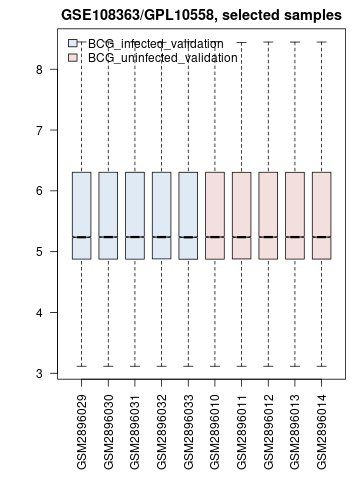 GSE108363/GPL10558, selected samples
BCG_infected_validation
BCG_uninfected_validation
8
7
6
5
4
3
GSM2896029
GSM2896030
GSM2896031
GSM2896032
GSM2896033
GSM2896010
GSM2896011
GSM2896012
GSM2896013
GSM2896014